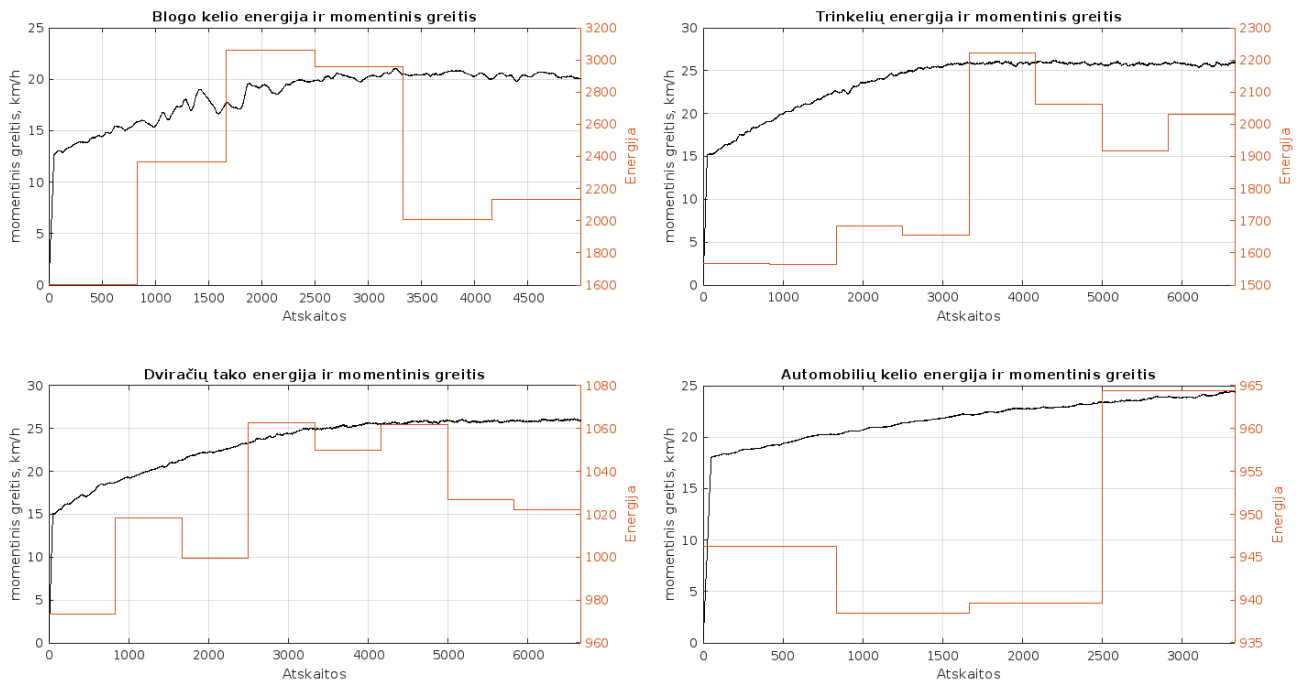 Blogo kelio energija ir momentinis greitis
25
20
15
10
5
0
momentinis greitis, km/h
0 500 1000 1500 2000 2500 3000 3500 4000 4500
Atskaitos
3200
3000
2800
2600
2400
2200
2000
1800
1600
Energija
Trinkelių energija ir momentinis greitis
30
25
20
15
10
5
0
momentinis greitis, km/h
0 1000 2000 3000 4000 5000 6000
Atskaitos
2300
2200
2100
2000
1900
1800
1700
1600
1500
Energija
Dviračių tako energija ir momentinis greitis
30
25
20
15
10
5
0
momentinis greitis, km/h
0 1000 2000 3000 4000 5000 6000
Atskaitos
1080
1060
1040
1020
1000
980
960
Energija
Automobilių kelio energija ir momentinis greitis
25
20
15
10
5
0
momentinis greitis, km/h
0 500 1000 1500 2000 2500 3000
Atskaitos
965
960
955
950
945
940
935
Energija